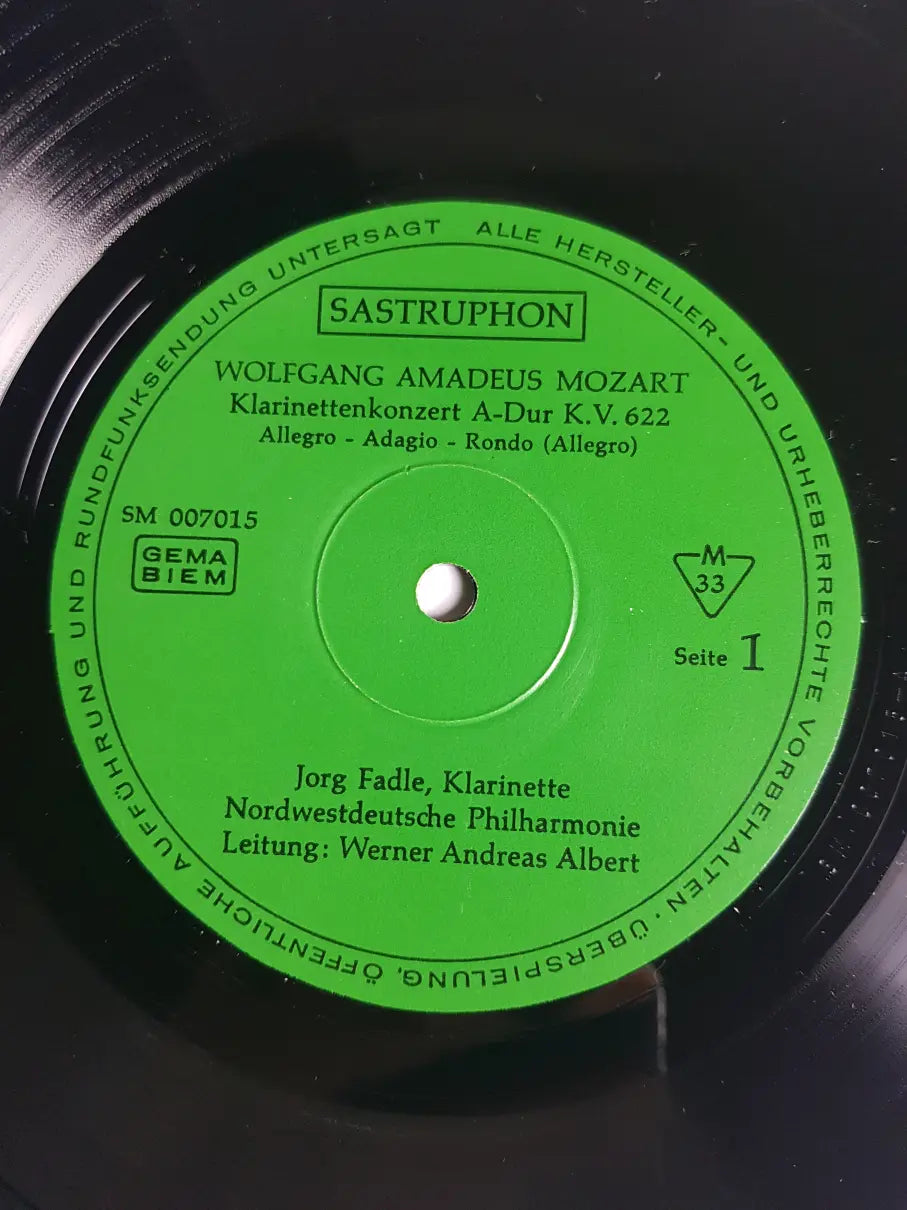 SASTRUPHON
WOLFGANG AMADEUS MOZART
Klarinettenkonzert A-Dur K.V. 622
Allegro - Adagio - Rondo (Allegro)
SM 007015
GEMA
BIEM
M
33
Seite 1
Jorg Fadle, Klarinette
Nordwestdeutsche Philharmonie
Leitung: Werner Andreas Albert
ALLE HERSTELLER- UND URHEBERRECHTE VORBEHALTEN · ÜBERSPIELUNG, ÖFFENTLICHE AUFFÜHRUNG UND RUNDFUNKSENDUNG UNTERSAGT